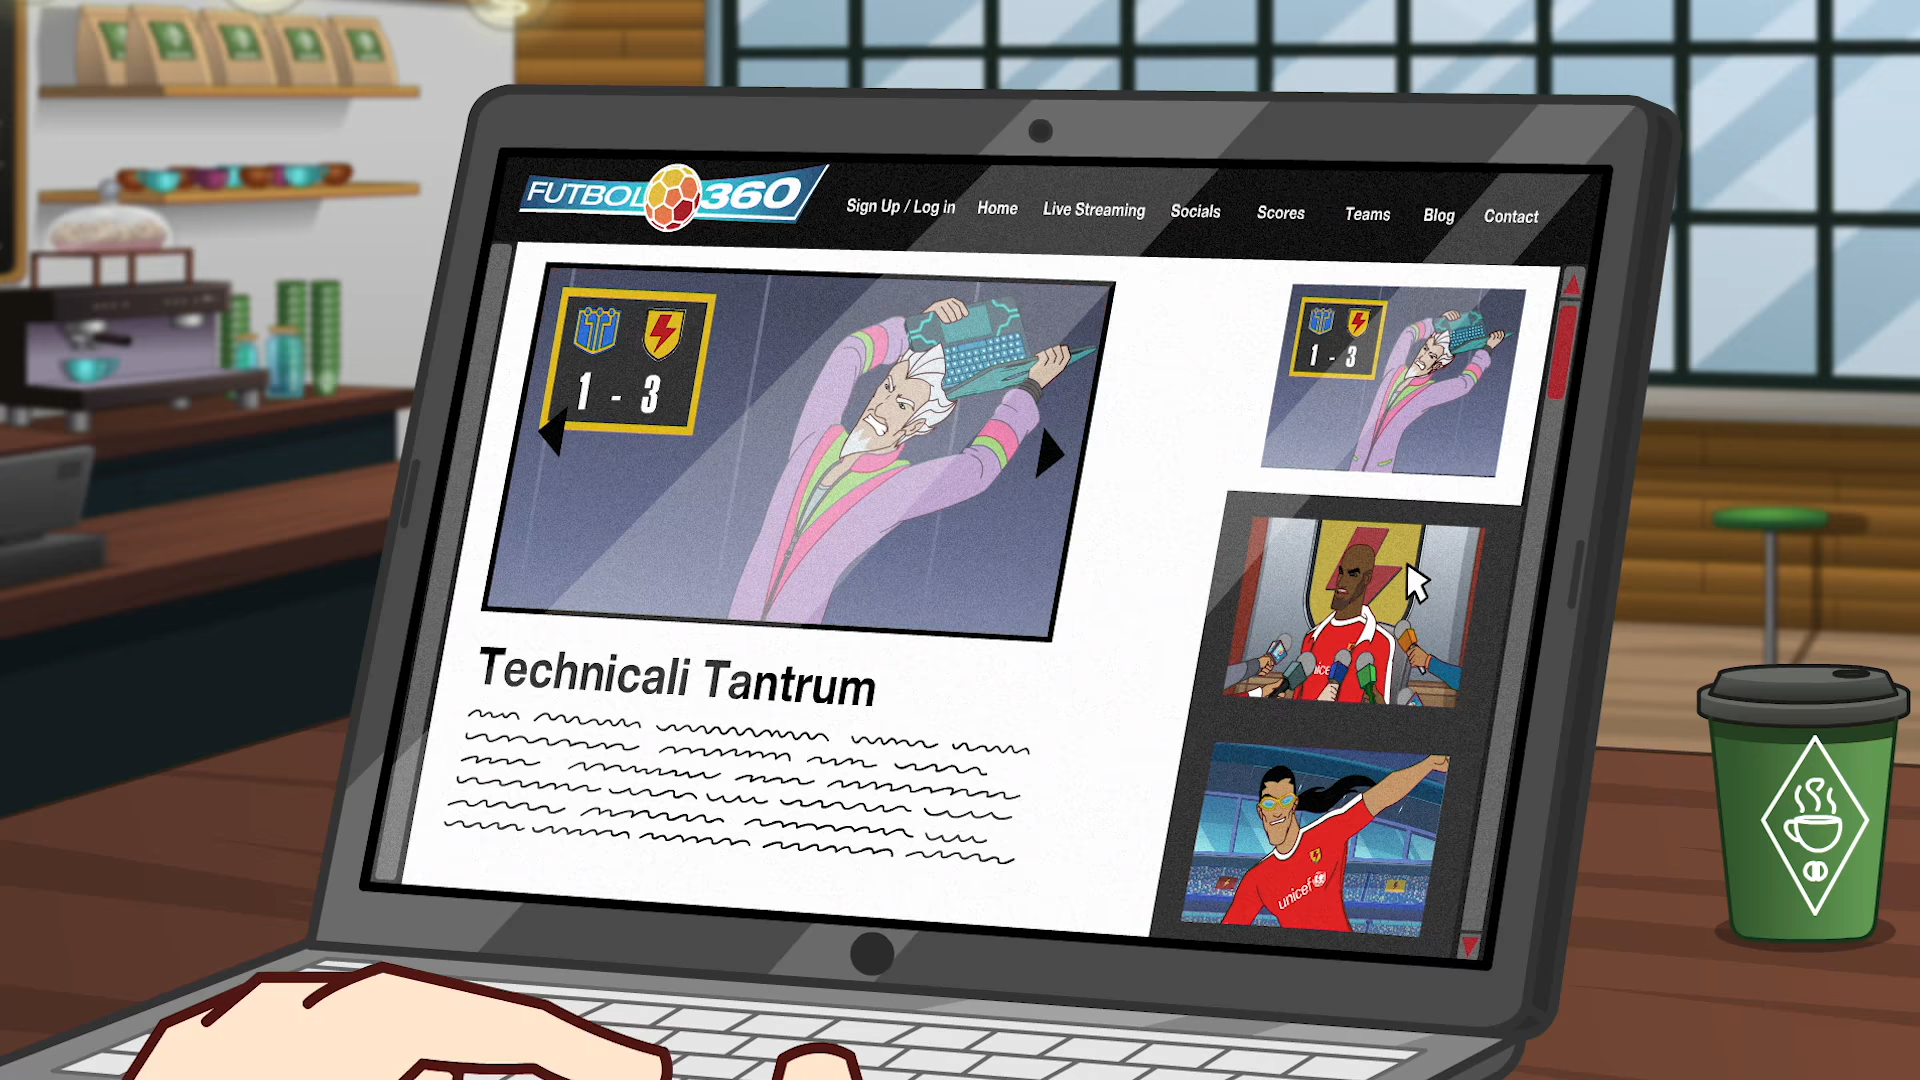 FUTBOL 360
Sign Up / Log in Home Live Streaming Socials Scores Teams Blog Contact
1 - 3
1 - 3
Technicali Tantrum
unicef